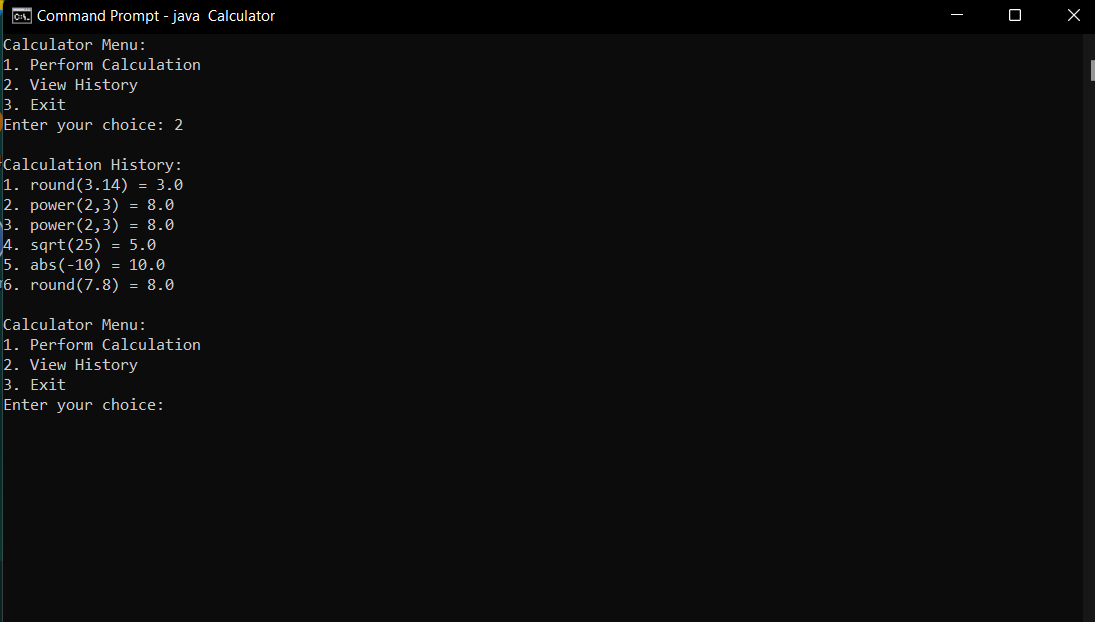 Command Prompt - java  Calculator
Calculator Menu:
1. Perform Calculation
2. View History
3. Exit
Enter your choice: 2
Calculation History:
1. round(3.14) = 3.0
2. power(2,3) = 8.0
3. power(2,3) = 8.0
4. sqrt(25) = 5.0
5. abs(-10) = 10.0
6. round(7.8) = 8.0
Calculator Menu:
1. Perform Calculation
2. View History
3. Exit
Enter your choice: